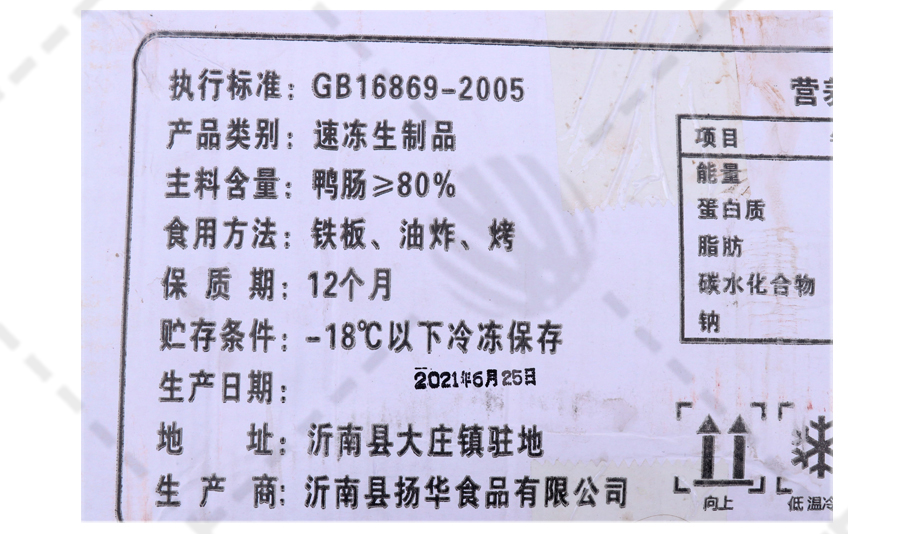 执行标准：GB16869-2005
产品类别：速冻生制品
主料含量：鸭肠≥80%
食用方法：铁板、油炸、烤
保质期：12个月
贮存条件：-18℃以下冷冻保存
生产日期：2021年6月25日
地址：沂南县大庄镇驻地
生产商：沂南县扬华食品有限公司
营养
项目
能量
蛋白质
脂肪
碳水化合物
钠
向上
低温冷